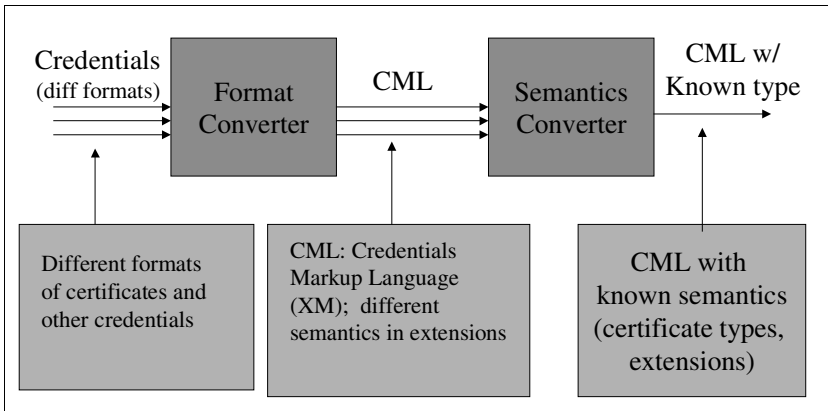 Credentials
(diff formats)
Format
Converter
CML
Semantics
Converter
CML w/
Known type
Different formats
of certificates and
other credentials
CML: Credentials
Markup Language
(XM);  different
semantics in extensions
CML with
known semantics
(certificate types,
extensions)